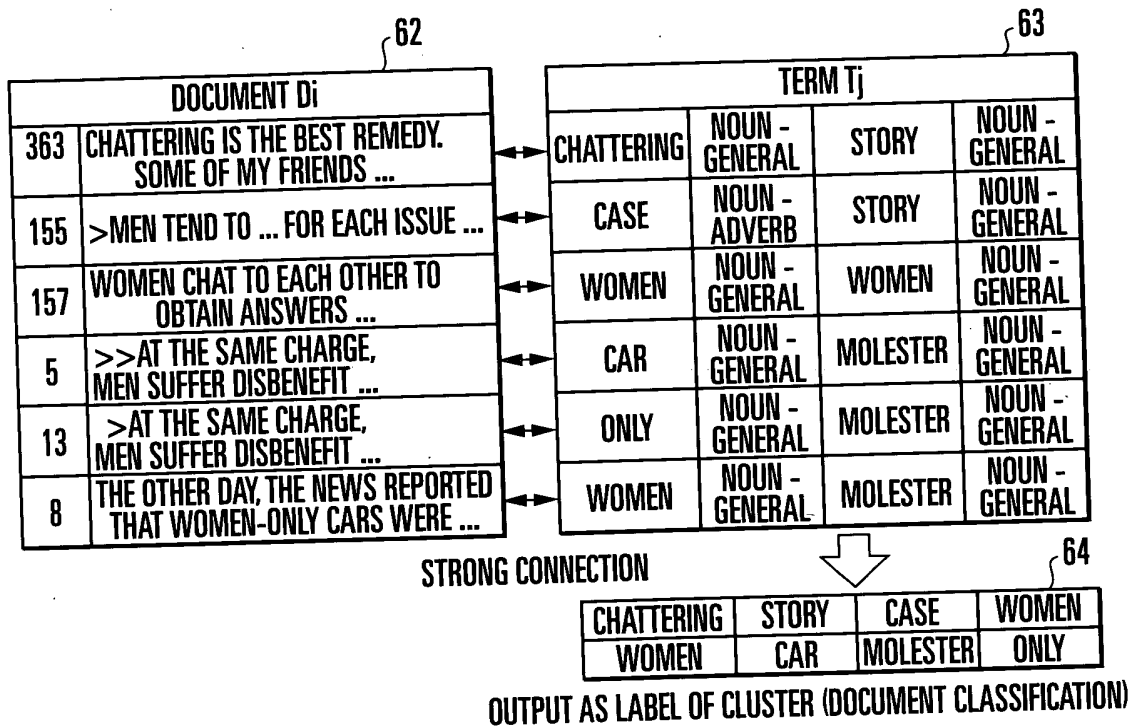 62
63
DOCUMENT Di
TERM Tj
363
CHATTERING IS THE BEST REMEDY.
SOME OF MY FRIENDS ...
CHATTERING
NOUN -
GENERAL
STORY
NOUN -
GENERAL
155
>MEN TEND TO ... FOR EACH ISSUE ...
CASE
NOUN -
ADVERB
STORY
NOUN -
GENERAL
157
WOMEN CHAT TO EACH OTHER TO
OBTAIN ANSWERS ...
WOMEN
NOUN -
GENERAL
WOMEN
NOUN -
GENERAL
5
>>AT THE SAME CHARGE,
MEN SUFFER DISBENEFIT ...
CAR
NOUN -
GENERAL
MOLESTER
NOUN -
GENERAL
13
>AT THE SAME CHARGE,
MEN SUFFER DISBENEFIT ...
ONLY
NOUN -
GENERAL
MOLESTER
NOUN -
GENERAL
8
THE OTHER DAY, THE NEWS REPORTED
THAT WOMEN-ONLY CARS WERE ...
WOMEN
NOUN -
GENERAL
MOLESTER
NOUN -
GENERAL
STRONG CONNECTION
64
CHATTERING STORY CASE WOMEN
WOMEN CAR MOLESTER ONLY
OUTPUT AS LABEL OF CLUSTER (DOCUMENT CLASSIFICATION)